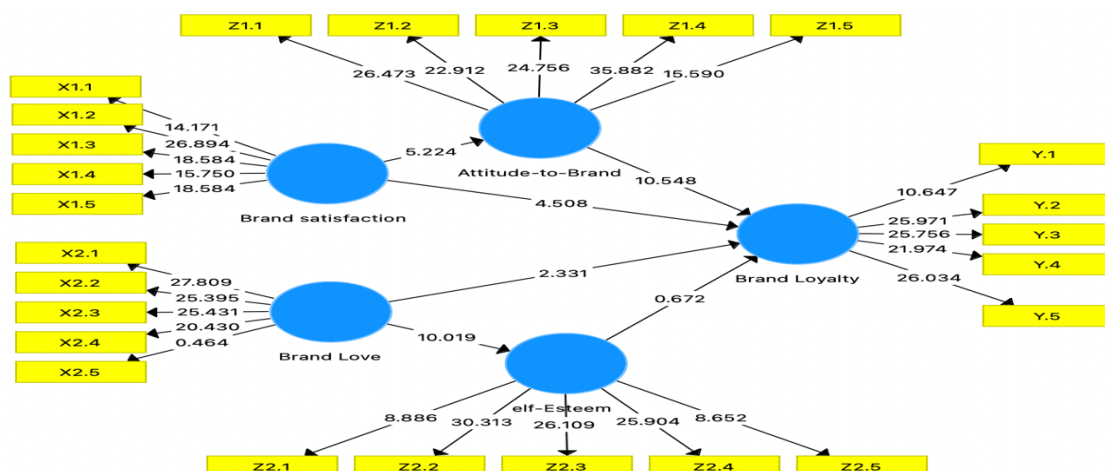 Z1.1 Z1.2 Z1.3 Z1.4 Z1.5
26.473 22.912 24.756 35.882 15.590
X1.1
X1.2
X1.3
X1.4
X1.5
14.171
26.894
18.584
15.750
18.584
Brand satisfaction
5.224
Attitude-to-Brand
10.548
4.508
X2.1
X2.2
X2.3
X2.4
X2.5
27.809
25.395
25.431
20.430
0.464
Brand Love
2.331
10.019
0.672
Brand Loyalty
10.647
25.971
25.756
21.974
26.034
Y.1
Y.2
Y.3
Y.4
Y.5
elf-Esteem
8.886 30.313 26.109 25.904 8.652
Z2.1 Z2.2 Z2.3 Z2.4 Z2.5